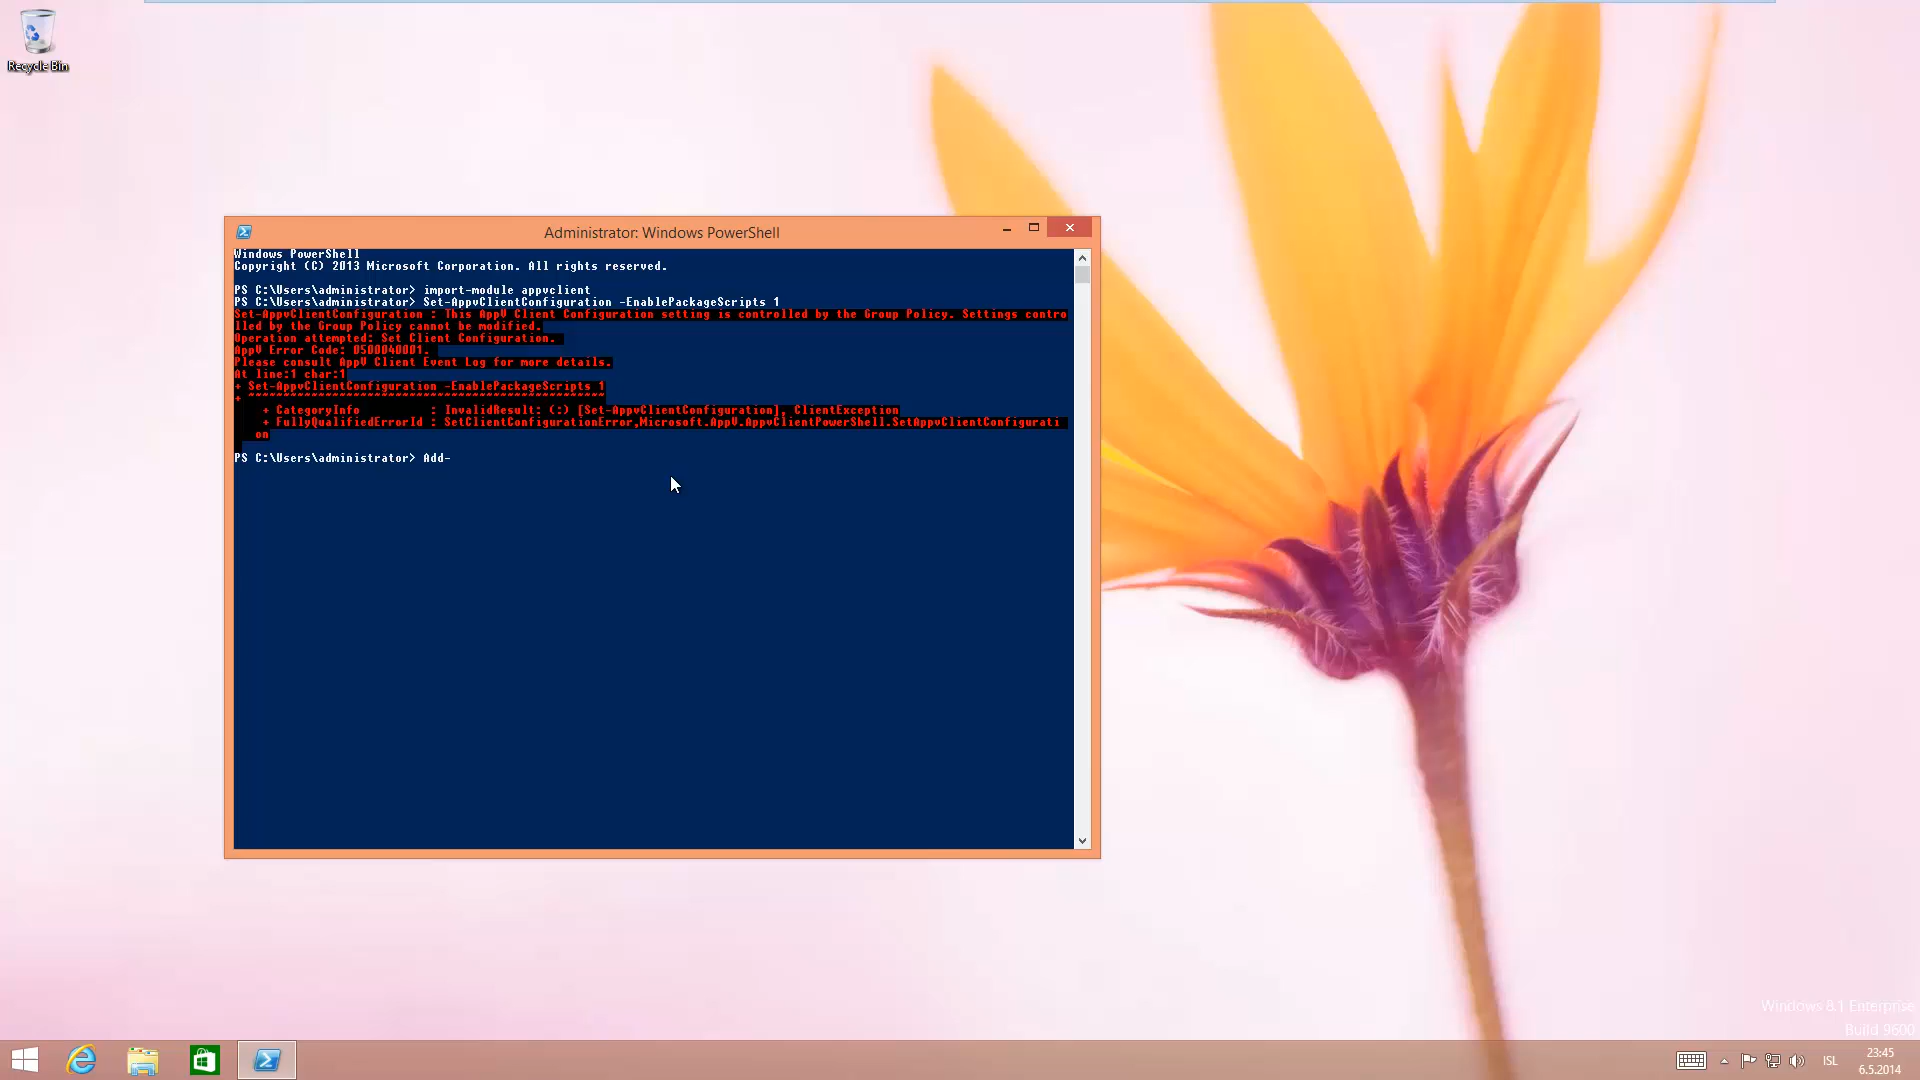 Recycle Bin
Administrator: Windows PowerShell
Windows PowerShell
Copyright (C) 2013 Microsoft Corporation. All rights reserved.
PS C:\Users\administrator> import-module appvclient
PS C:\Users\administrator> Set-AppvClientConfiguration -EnablePackageScripts 1
Set-AppvClientConfiguration : This AppV Client Configuration setting is controlled by the Group Policy. Settings contro
lled by the Group Policy cannot be modified.
Operation attempted: Set Client Configuration.
AppV Error Code: 0500040001.
Please consult AppV Client Event Log for more details.
At line:1 char:1
+ Set-AppvClientConfiguration -EnablePackageScripts 1
+ ~~~~~~~~~~~~~~~~~~~~~~~~~~~~~~~~~~~~~~~~~~~~~~~~~~~
+ CategoryInfo          : InvalidResult: (:) [Set-AppvClientConfiguration], ClientException
+ FullyQualifiedErrorId : SetClientConfigurationError,Microsoft.AppV.AppvClientPowerShell.SetAppvClientConfigurati
on
PS C:\Users\administrator> Add-
Windows 8.1 Enterprise
Build 9600
ISL
23:45
6.5.2014